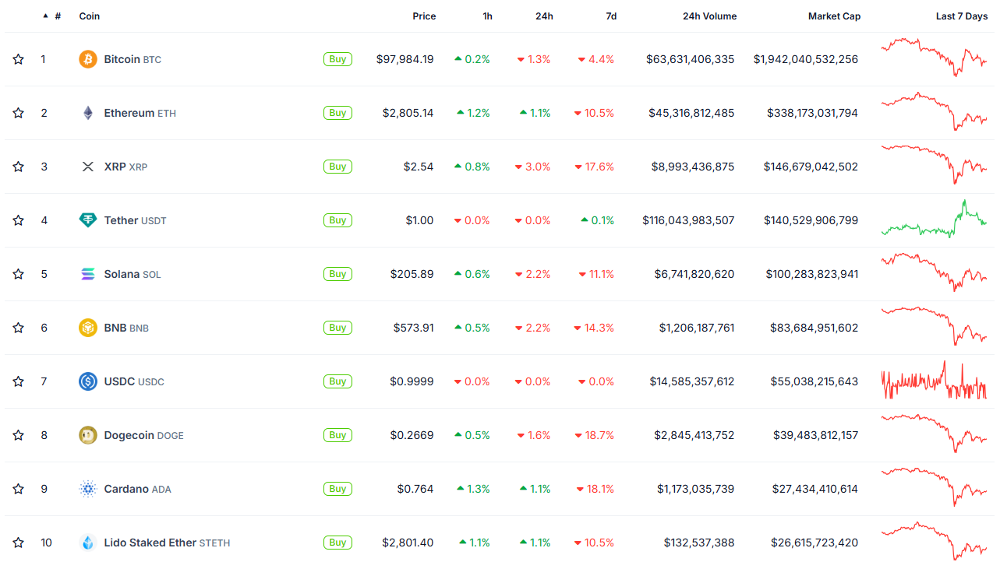 ▲ # Coin Price 1h 24h 7d 24h Volume Market Cap Last 7 Days
1 Bitcoin BTC Buy $97,984.19 ▲ 0.2% ▼ 1.3% ▼ 4.4% $63,631,406,335 $1,942,040,532,256
2 Ethereum ETH Buy $2,805.14 ▲ 1.2% ▲ 1.1% ▼ 10.5% $45,316,812,485 $338,173,031,794
3 XRP XRP Buy $2.54 ▲ 0.8% ▼ 3.0% ▼ 17.6% $8,993,436,875 $146,679,042,502
4 Tether USDT Buy $1.00 ▼ 0.0% ▼ 0.0% ▲ 0.1% $116,043,983,507 $140,529,906,799
5 Solana SOL Buy $205.89 ▲ 0.6% ▼ 2.2% ▼ 11.1% $6,741,820,620 $100,283,823,941
6 BNB BNB Buy $573.91 ▲ 0.5% ▼ 2.2% ▼ 14.3% $1,206,187,761 $83,684,951,602
7 USDC USDC Buy $0.9999 ▼ 0.0% ▼ 0.0% ▼ 0.0% $14,585,357,612 $55,038,215,643
8 Dogecoin DOGE Buy $0.2669 ▲ 0.5% ▼ 1.6% ▼ 18.7% $2,845,413,752 $39,483,812,157
9 Cardano ADA Buy $0.764 ▲ 1.3% ▲ 1.1% ▼ 18.1% $1,173,035,739 $27,434,410,614
10 Lido Staked Ether STETH Buy $2,801.40 ▲ 1.1% ▲ 1.1% ▼ 10.5% $132,537,388 $26,615,723,420